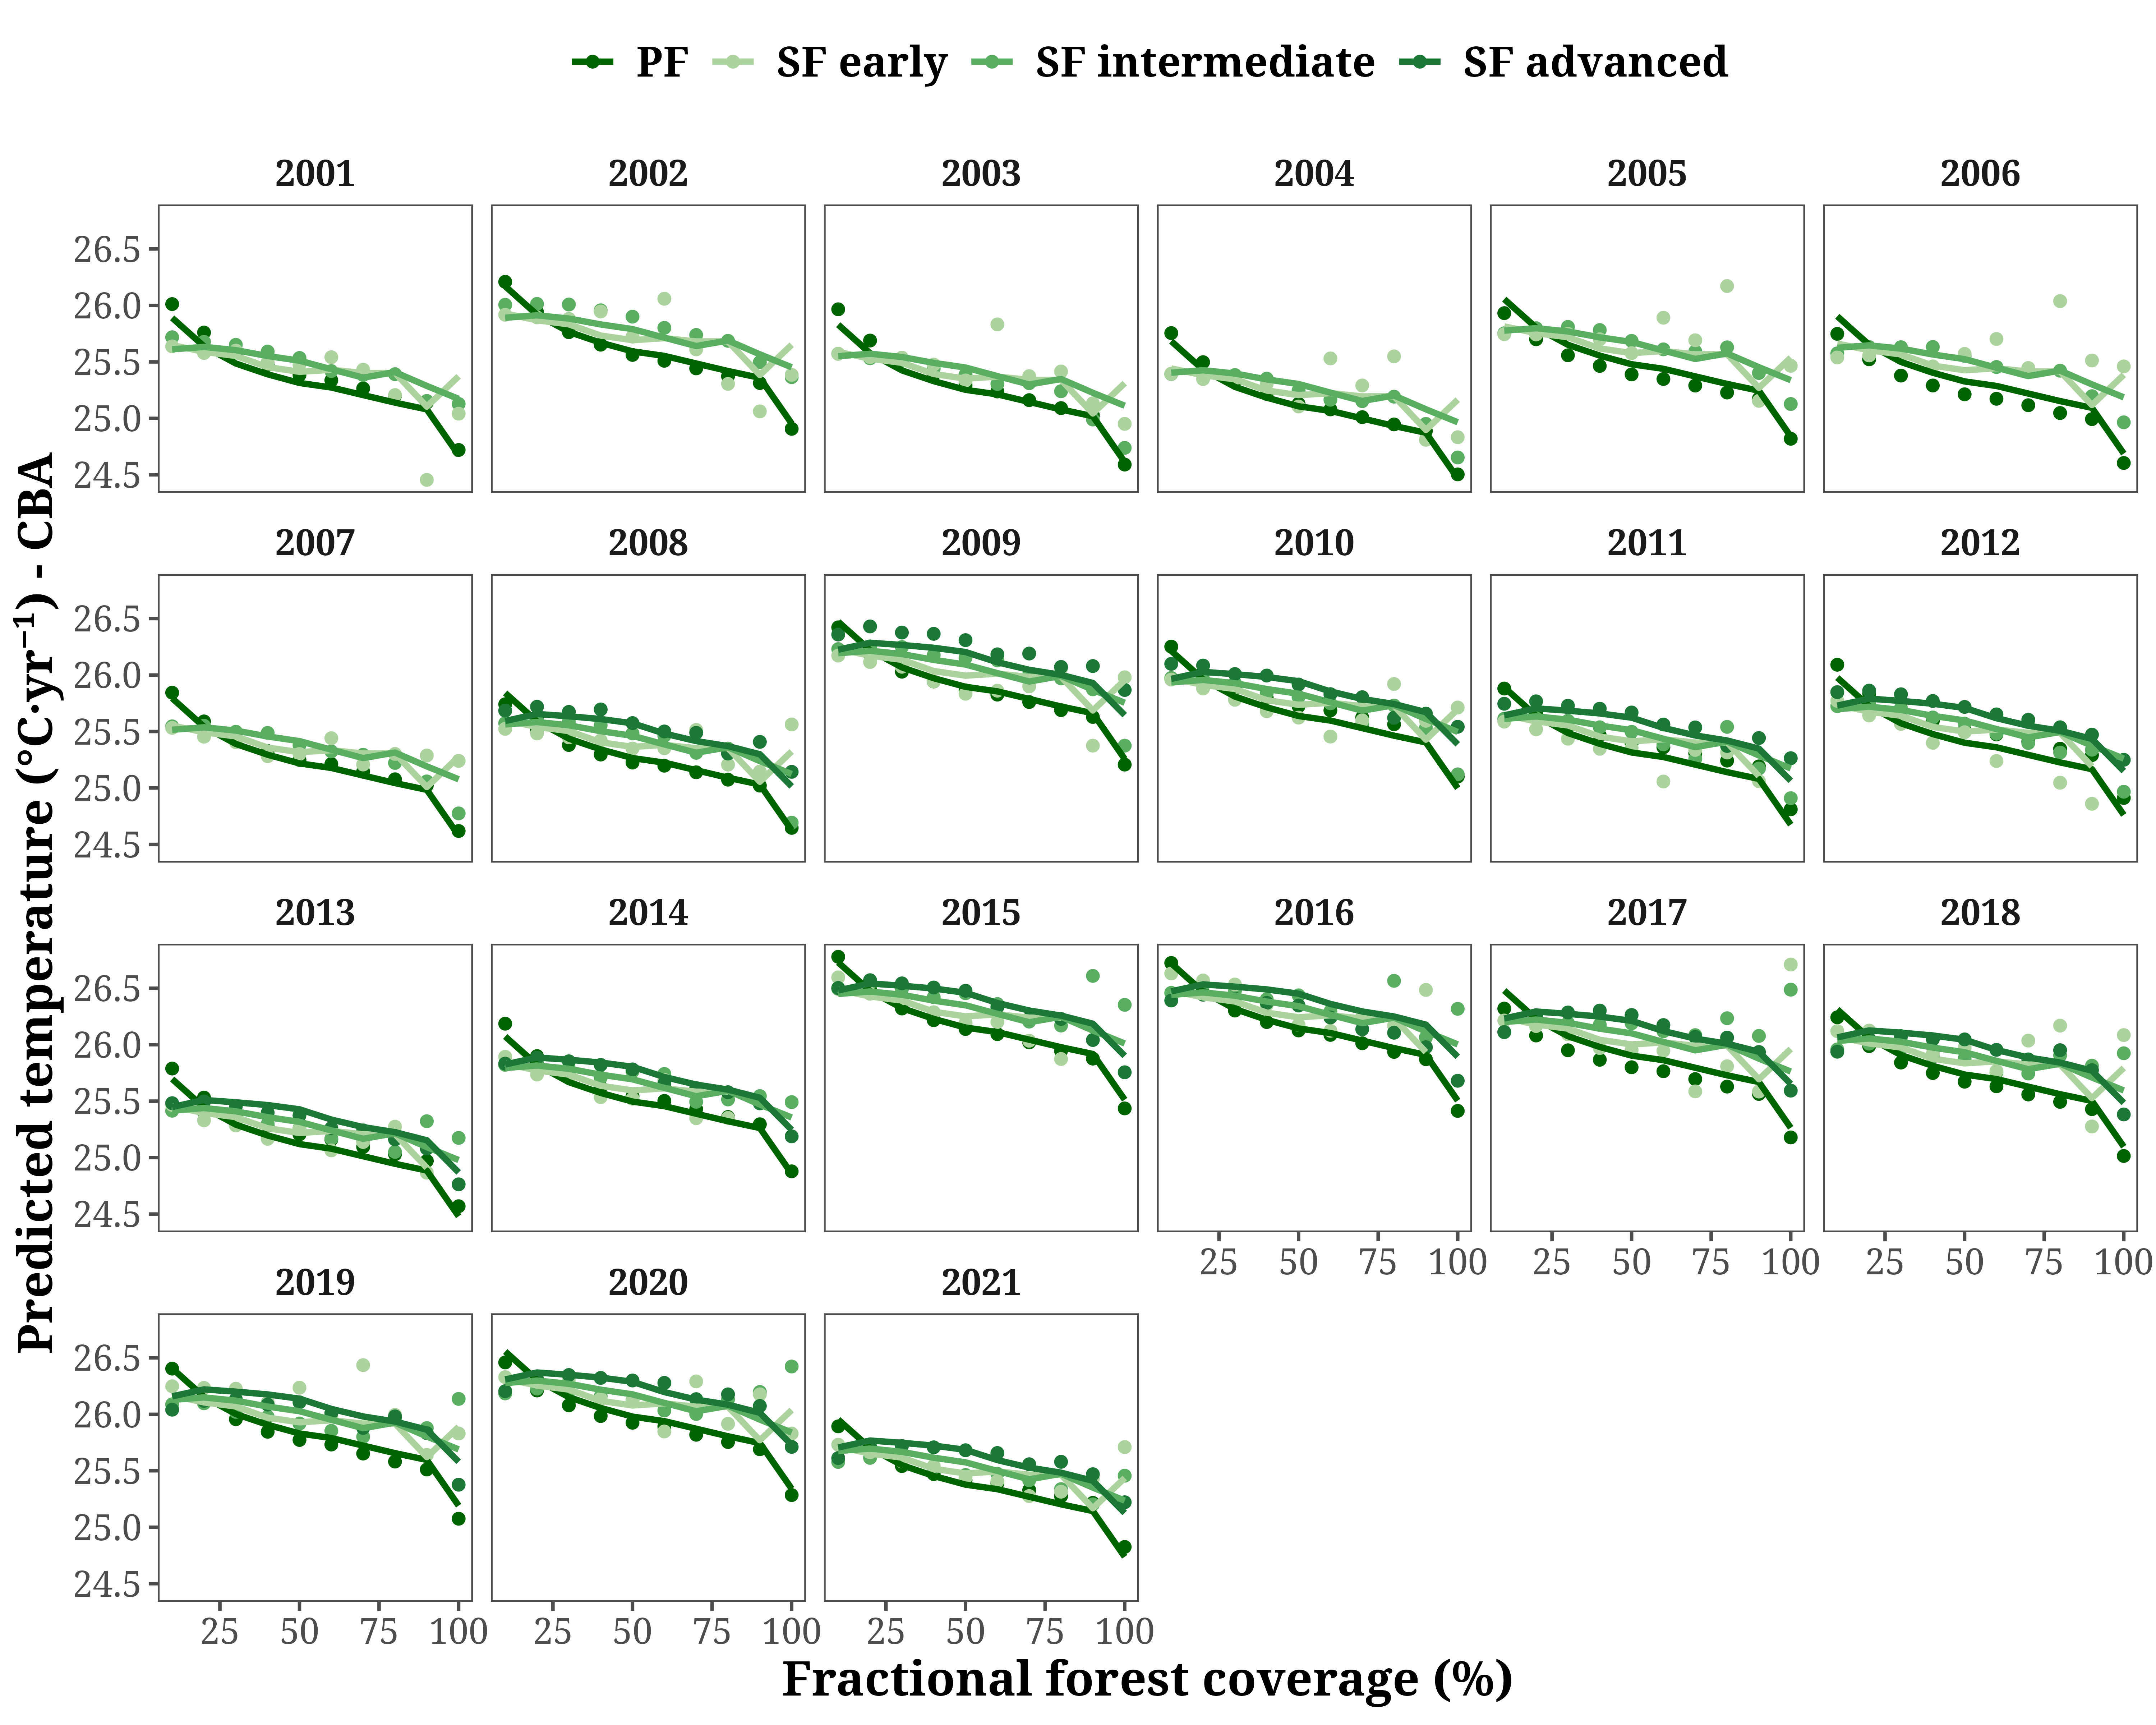 PF SF early SF intermediate SF advanced
2001 2002 2003 2004 2005 2006
26.5
26.0
25.5
25.0
24.5
2007 2008 2009 2010 2011 2012
26.5
26.0
25.5
25.0
24.5
2013 2014 2015 2016 2017 2018
26.5
26.0
25.5
25.0
24.5
25 50 75 100 25 50 75 100 25 50 75 100
2019 2020 2021
26.5
26.0
25.5
25.0
24.5
25 50 75 100 25 50 75 100 25 50 75 100
Fractional forest coverage (%)
Predicted temperature (°C·yr⁻¹) - CBA